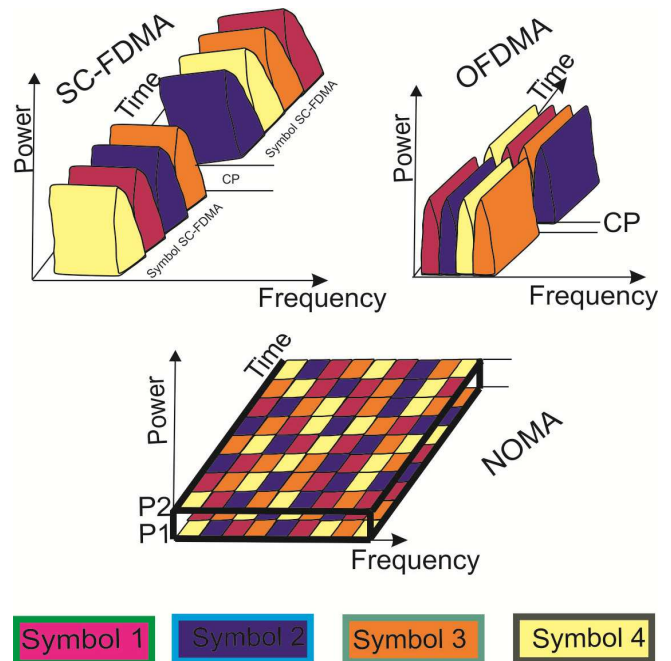 SC-FDMA
Time
Power
Symbol SC-FDMA
CP
Symbol SC-FDMA
Frequency
OFDMA
Time
Power
CP
Frequency
Time
Power
NOMA
P2
P1
Frequency
Symbol 1
Symbol 2
Symbol 3
Symbol 4